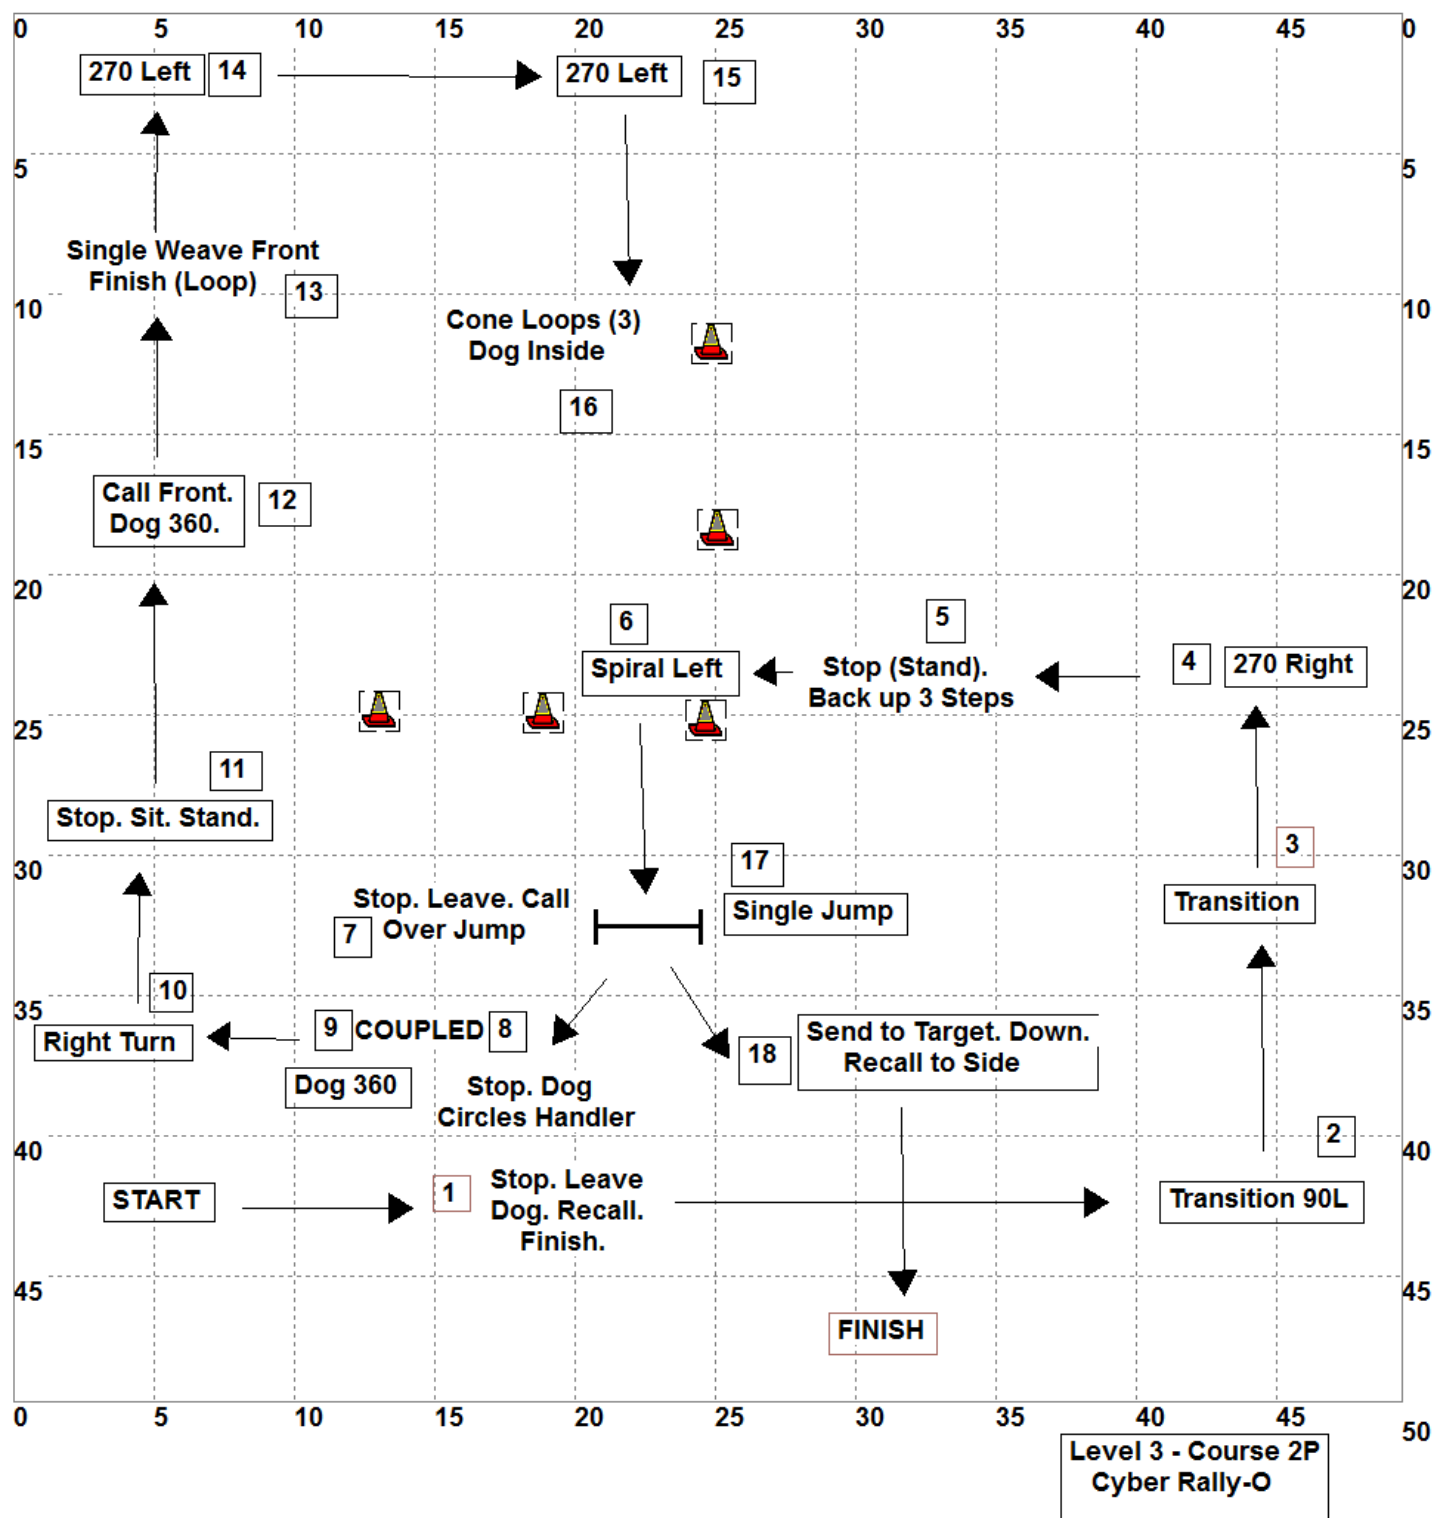 0 5 10 15 20 25 30 35 40 45 0
270 Left 14
270 Left 15
5 5
Single Weave Front
Finish (Loop) 13
10 10
Cone Loops (3)
Dog Inside
16
15 15
Call Front.
Dog 360.
12
20 20
6
5
Spiral Left
Stop (Stand).
Back up 3 Steps
4 270 Right
25 25
11
Stop. Sit. Stand.
3
30 30
17
Stop. Leave. Call
Over Jump
7
Single Jump
Transition
10
35 35
Right Turn
9 COUPLED 8
Dog 360
Stop. Dog
Circles Handler
18
Send to Target. Down.
Recall to Side
2
40 40
START
1
Stop. Leave
Dog. Recall.
Finish.
Transition 90L
45 45
FINISH
0 5 10 15 20 25 30 35 40 45 50
Level 3 - Course 2P
Cyber Rally-O